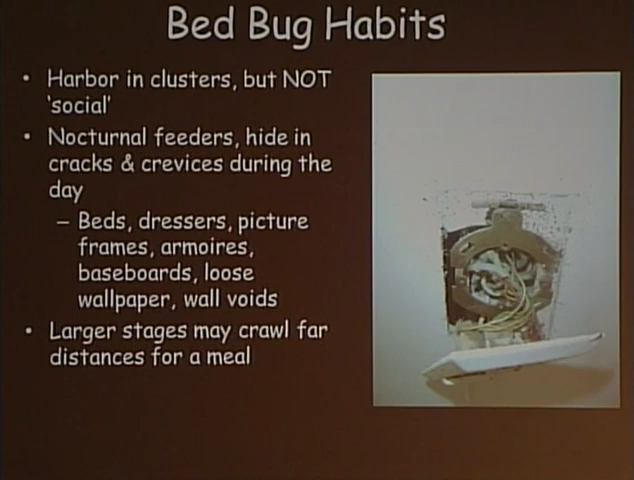 Bed Bug Habits
• Harbor in clusters, but NOT
'social'
• Nocturnal feeders, hide in
cracks & crevices during the
day
– Beds, dressers, picture
frames, armoires,
baseboards, loose
wallpaper, wall voids
• Larger stages may crawl far
distances for a meal